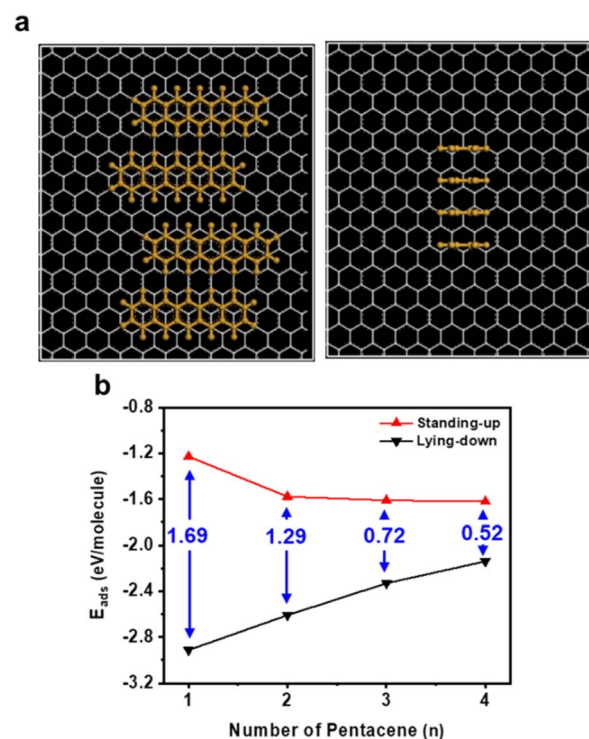 a
b
-0.8
-1.2
-1.6
-2.0
-2.4
-2.8
-3.2
E_ads (eV/molecule)
Standing-up
Lying-down
1.69
1.29
0.72
0.52
1
2
3
4
Number of Pentacene (n)